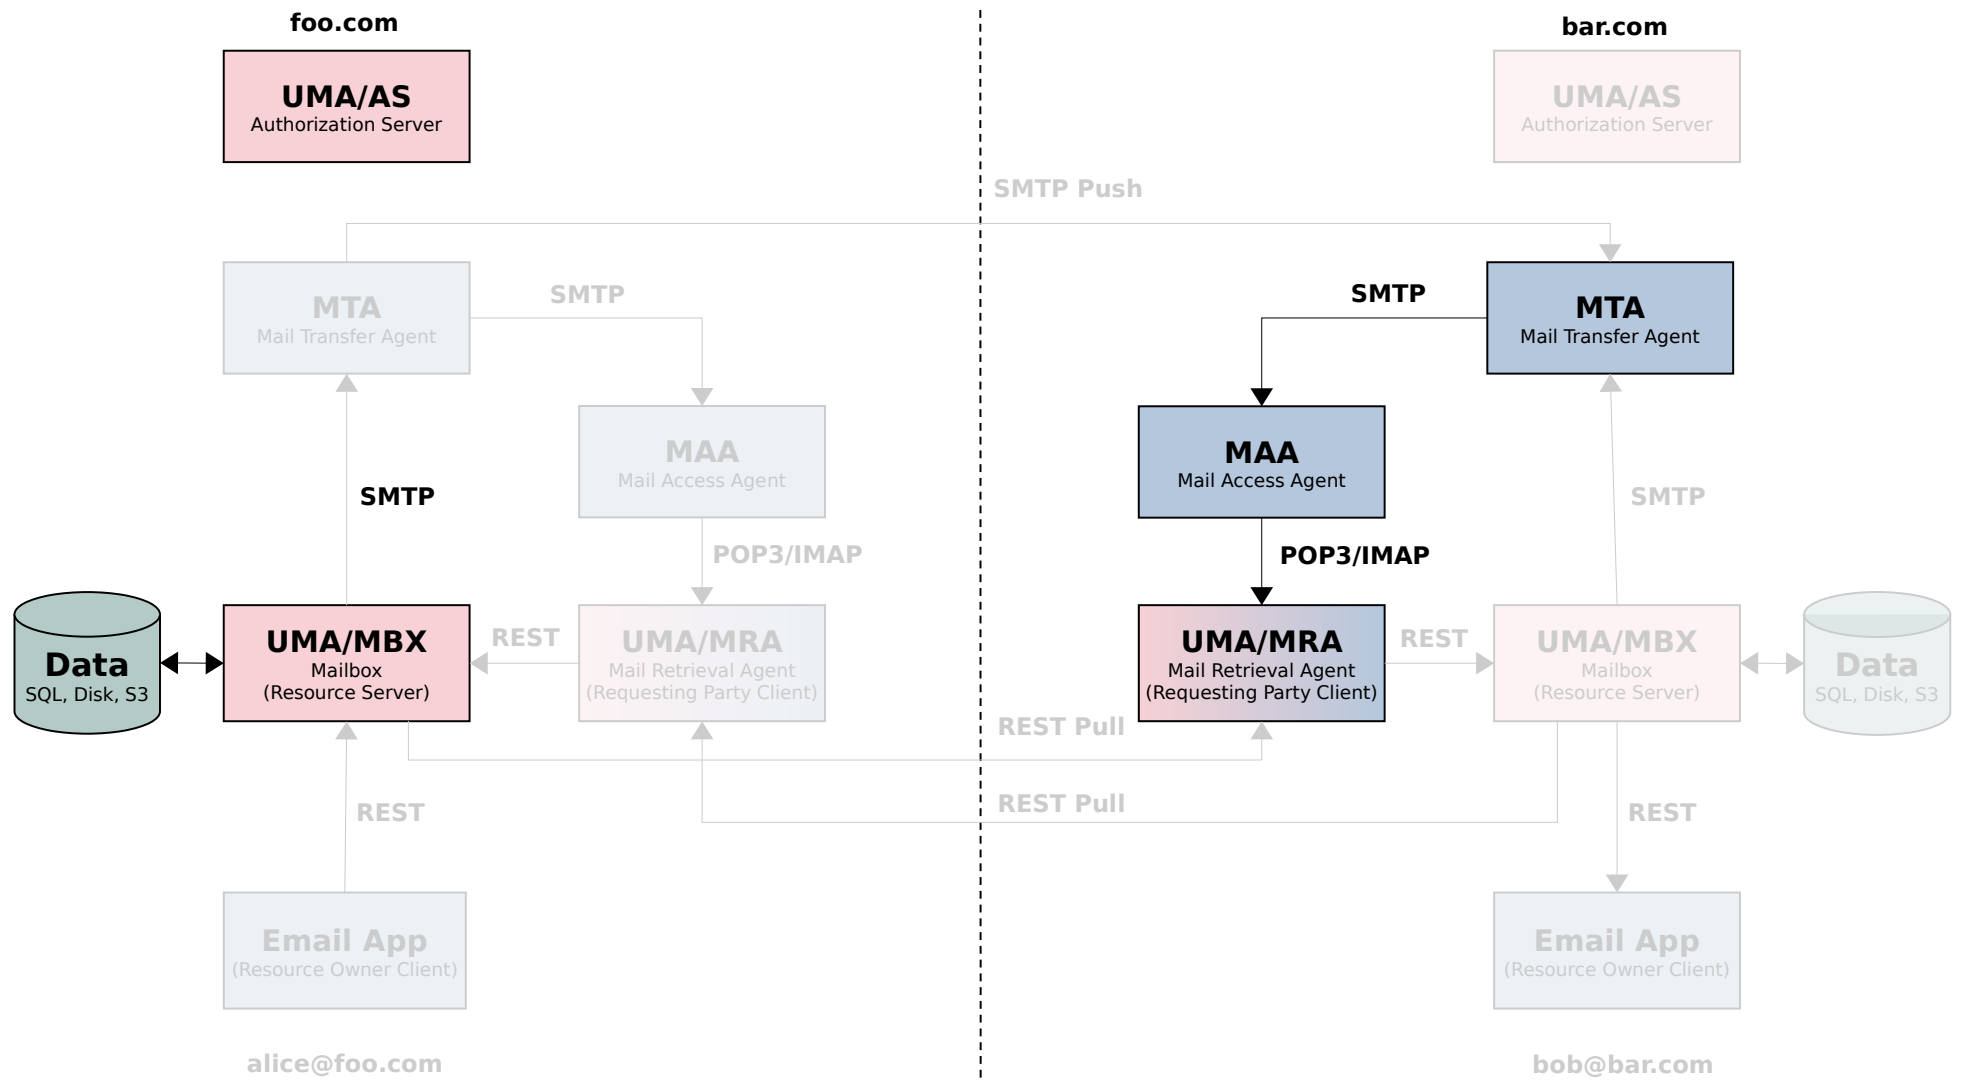 foo.com
bar.com
UMA/AS
Authorization Server
UMA/AS
Authorization Server
SMTP Push
MTA
Mail Transfer Agent
SMTP
SMTP
MTA
Mail Transfer Agent
MAA
Mail Access Agent
MAA
Mail Access Agent
SMTP
SMTP
POP3/IMAP
POP3/IMAP
Data
SQL, Disk, S3
UMA/MBX
Mailbox
(Resource Server)
REST
UMA/MRA
Mail Retrieval Agent
(Requesting Party Client)
UMA/MRA
Mail Retrieval Agent
(Requesting Party Client)
REST
UMA/MBX
Mailbox
(Resource Server)
Data
SQL, Disk, S3
REST Pull
REST Pull
REST
REST
Email App
(Resource Owner Client)
Email App
(Resource Owner Client)
alice@foo.com
bob@bar.com